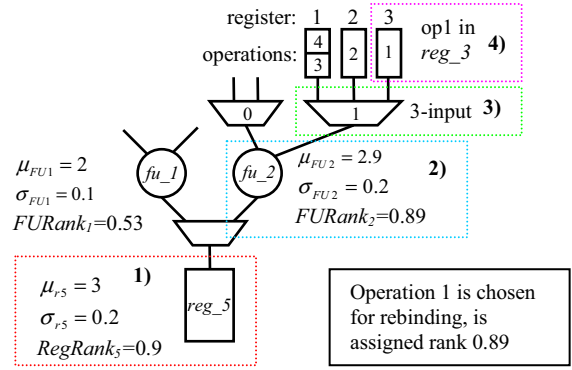 register: 1 2 3
op1 in
reg_3
4)
operations: 4 3 2 1
0
1
3-input
3)
fu_1
fu_2
μFU1 = 2
σFU1 = 0.1
FURank1=0.53
μFU2 = 2.9
σFU2 = 0.2
FURank2=0.89
2)
1)
μr5 = 3
σr5 = 0.2
RegRank5=0.9
reg_5
Operation 1 is chosen
for rebinding, is
assigned rank 0.89